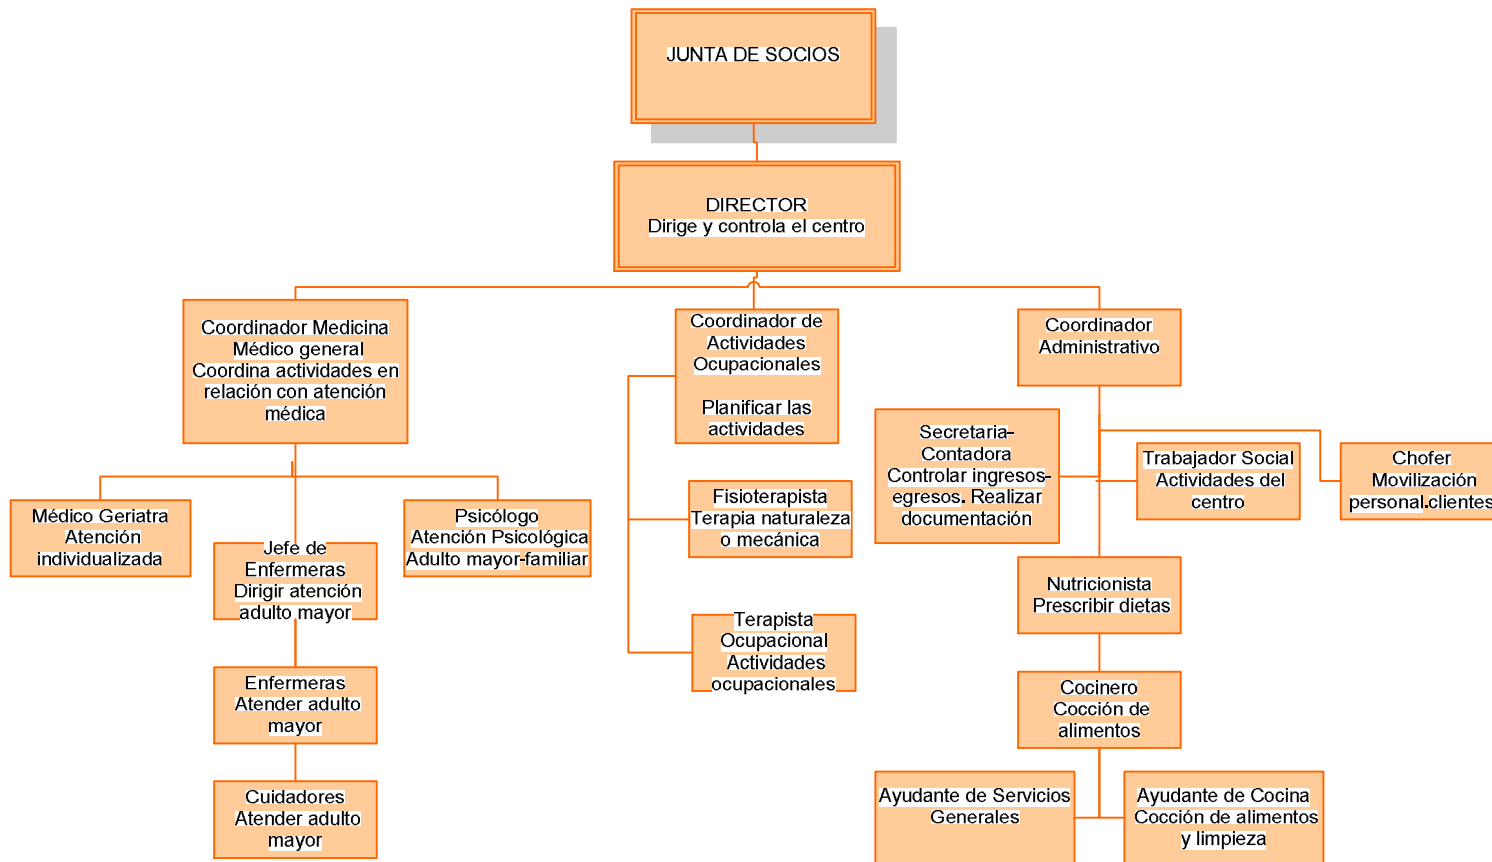 JUNTA DE SOCIOS
DIRECTOR
Dirige y controla el centro
Coordinador Medicina
Médico general
Coordina actividades en
relación con atención
médica
Coordinador de
Actividades
Ocupacionales
Planificar las
actividades
Coordinador
Administrativo
Secretaria-
Contadora
Controlar ingresos-
egresos. Realizar
documentación
Trabajador Social
Actividades del
centro
Chofer
Movilización
personal.clientes
Médico Geriatra
Atención
individualizada
Jefe de
Enfermeras
Dirigir atención
adulto mayor
Psicólogo
Atención Psicológica
Adulto mayor-familiar
Fisioterapista
Terapia naturaleza
o mecánica
Nutricionista
Prescribir dietas
Terapista
Ocupacional
Actividades
ocupacionales
Enfermeras
Atender adulto
mayor
Cocinero
Cocción de
alimentos
Cuidadores
Atender adulto
mayor
Ayudante de Servicios
Generales
Ayudante de Cocina
Cocción de alimentos
y limpieza